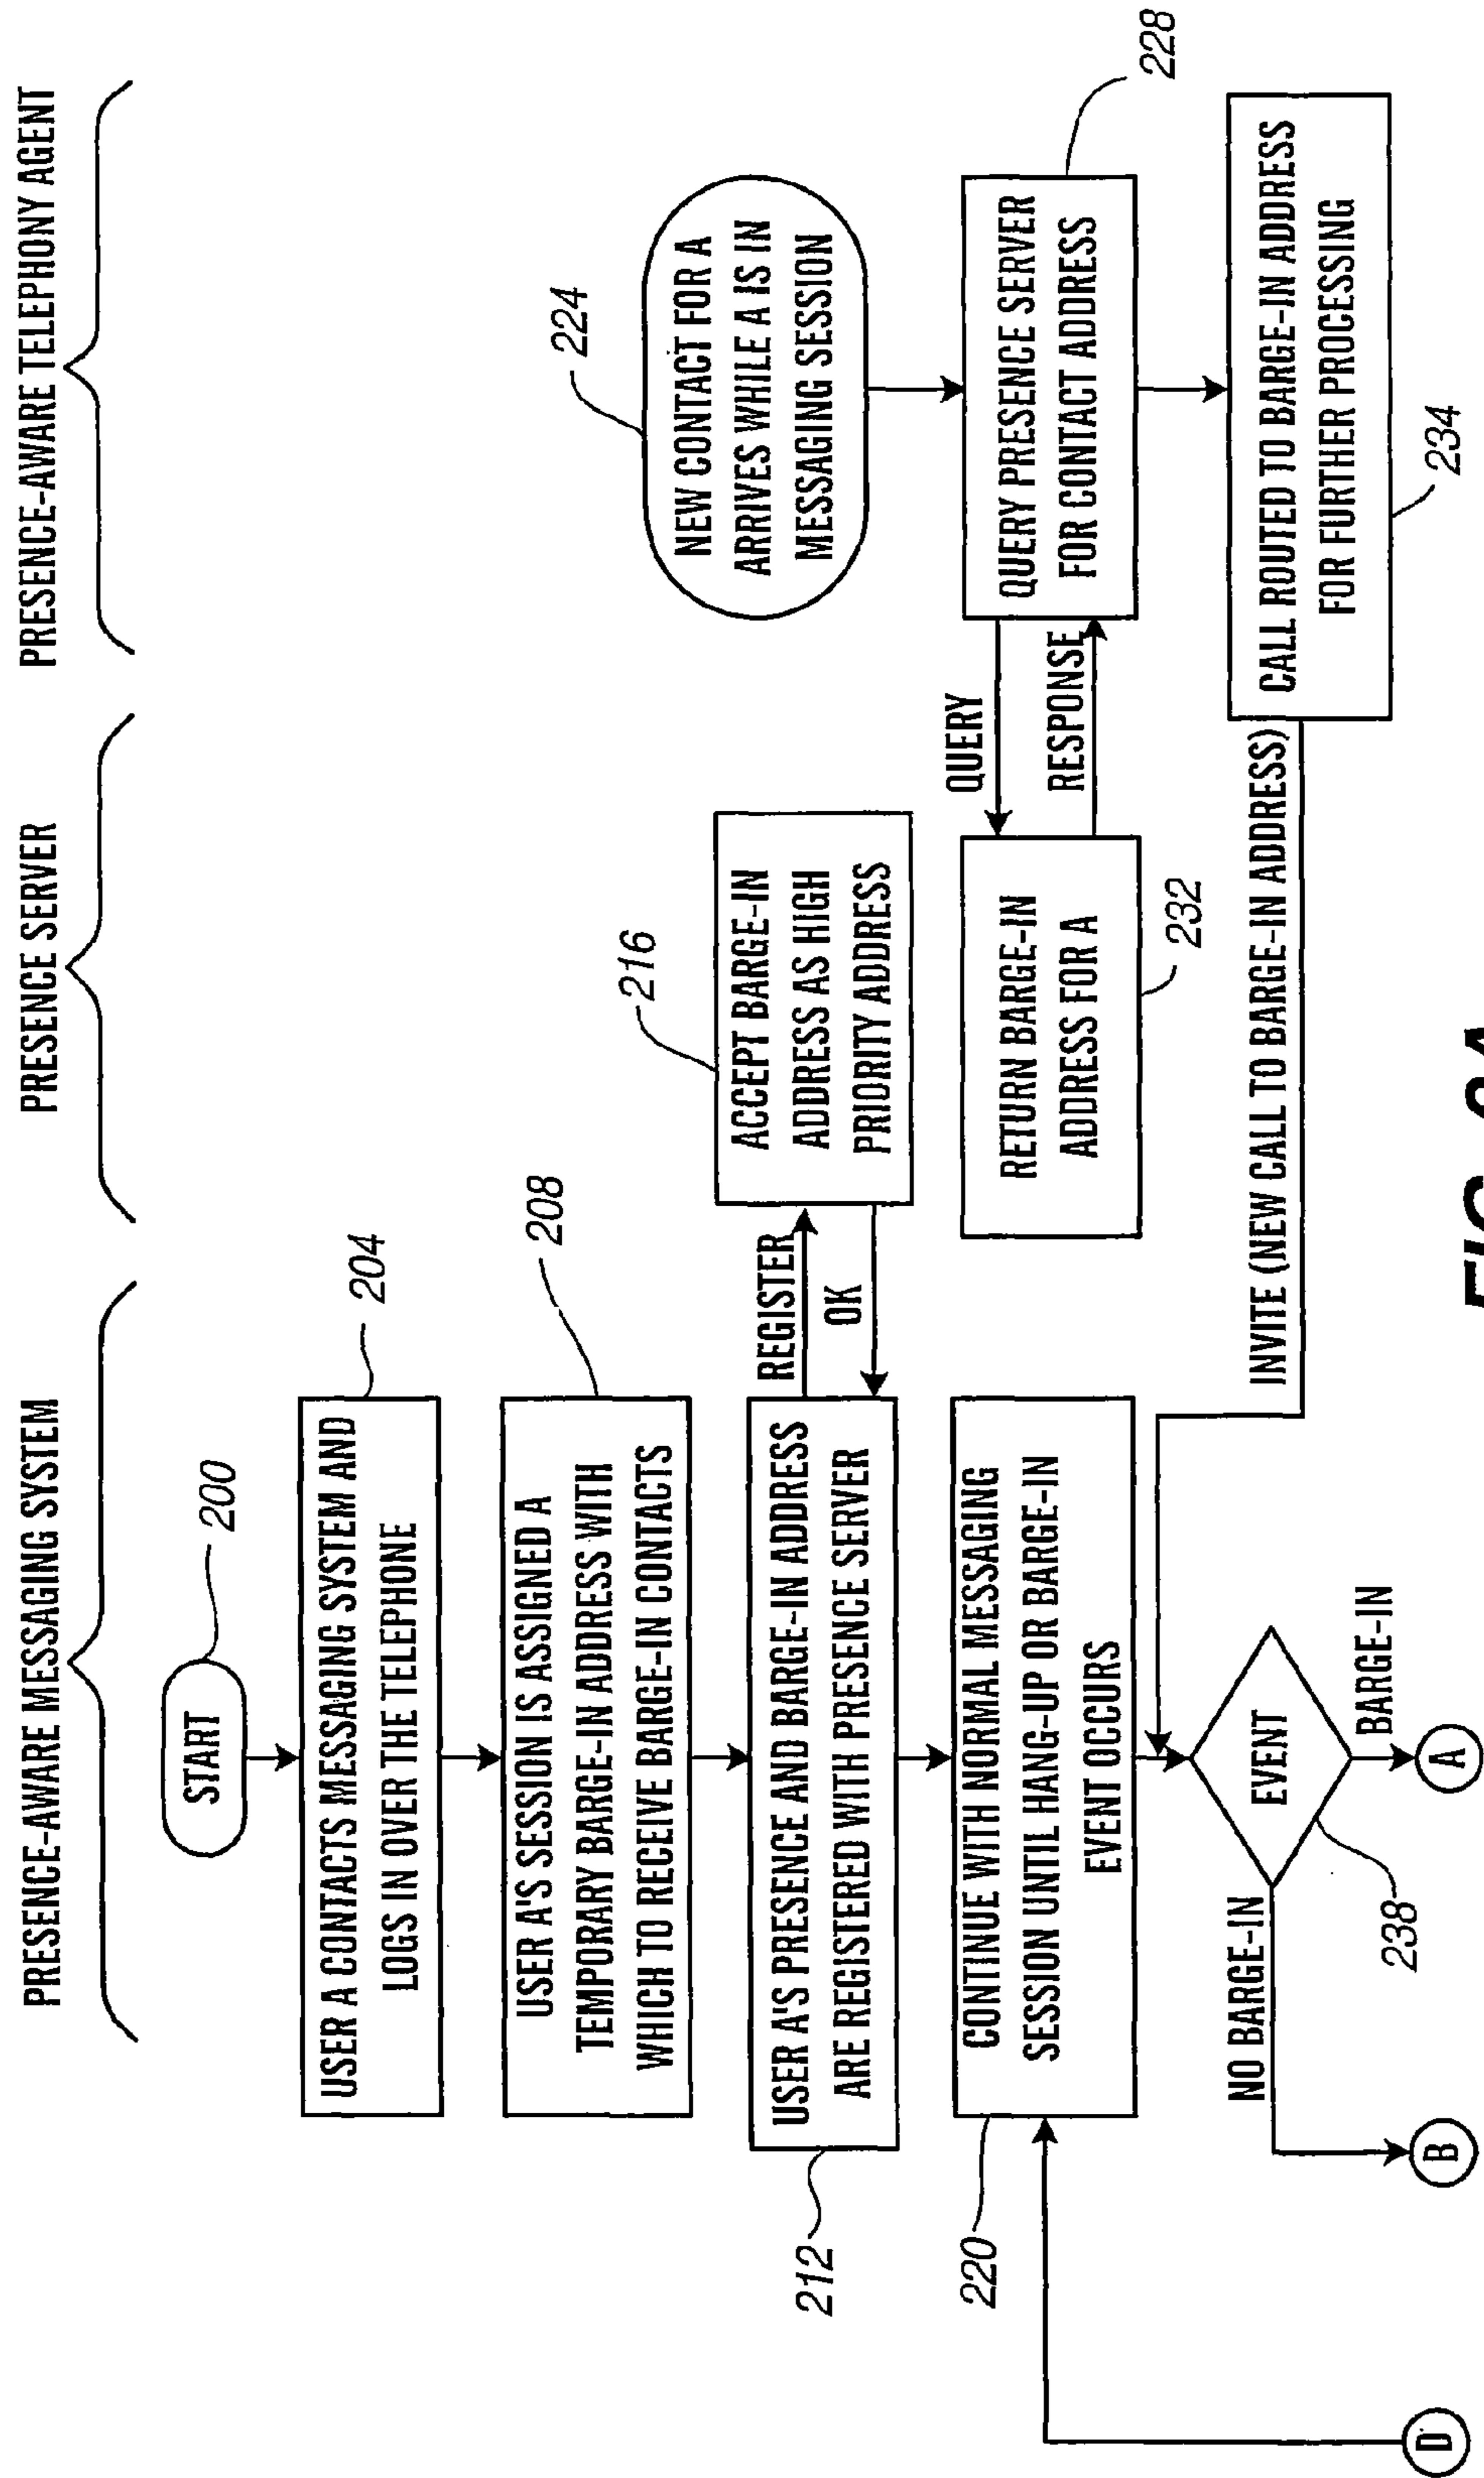 PRESENCE-AWARE MESSAGING SYSTEM
PRESENCE SERVER
PRESENCE-AWARE TELEPHONY AGENT
START
200
USER A CONTACTS MESSAGING SYSTEM AND
LOGS IN OVER THE TELEPHONE
204
USER A'S SESSION IS ASSIGNED A
TEMPORARY BARGE-IN ADDRESS WITH
WHICH TO RECEIVE BARGE-IN CONTACTS
208
USER A'S PRESENCE AND BARGE-IN ADDRESS
ARE REGISTERED WITH PRESENCE SERVER
212
REGISTER
OK
ACCEPT BARGE-IN
ADDRESS AS HIGH
PRIORITY ADDRESS
216
CONTINUE WITH NORMAL MESSAGING
SESSION UNTIL HANG-UP OR BARGE-IN
EVENT OCCURS
220
NEW CONTACT FOR A
ARRIVES WHILE A IS IN
MESSAGING SESSION
224
QUERY PRESENCE SERVER
FOR CONTACT ADDRESS
228
QUERY
RESPONSE
RETURN BARGE-IN
ADDRESS FOR A
232
CALL ROUTED TO BARGE-IN ADDRESS
FOR FURTHER PROCESSING
234
INVITE (NEW CALL TO BARGE-IN ADDRESS)
EVENT
238
NO BARGE-IN
BARGE-IN
D
B
A